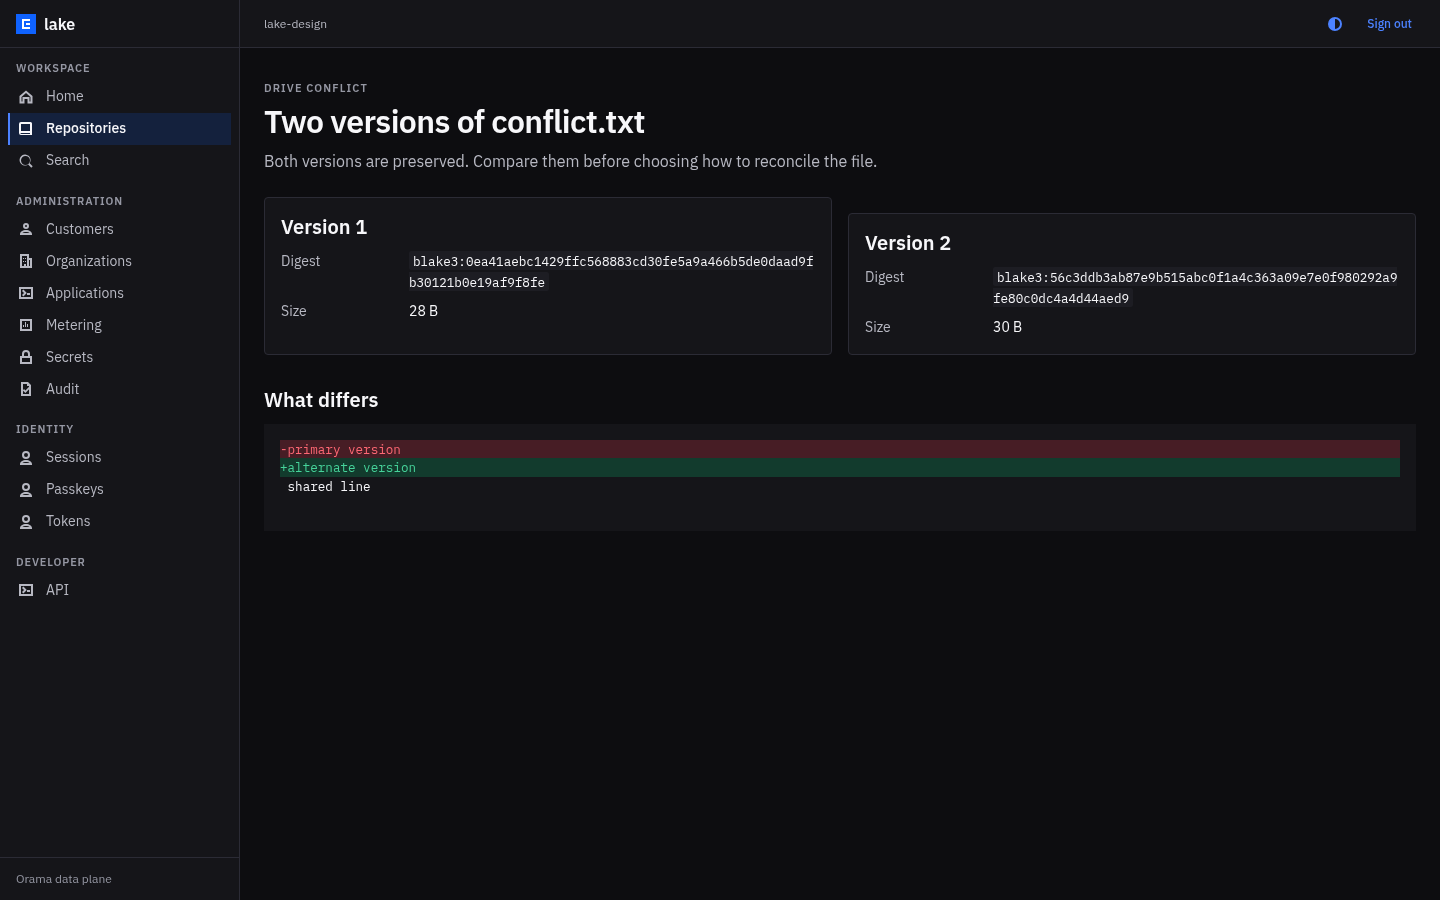 lake
lake-design
Sign out
WORKSPACE
Home
Repositories
Search
ADMINISTRATION
Customers
Organizations
Applications
Metering
Secrets
Audit
IDENTITY
Sessions
Passkeys
Tokens
DEVELOPER
API
Orama data plane
DRIVE CONFLICT
Two versions of conflict.txt
Both versions are preserved. Compare them before choosing how to reconcile the file.
Version 1
Digest
blake3:0ea41aebc1429ffc568883cd30fe5a9a466b5de0daad9f
b30121b0e19af9f8fe
Size
28 B
Version 2
Digest
blake3:56c3ddb3ab87e9b515abc0f1a4c363a09e7e0f980292a9
fe80c0dc4a4d44aed9
Size
30 B
What differs
-primary version
+alternate version
shared line